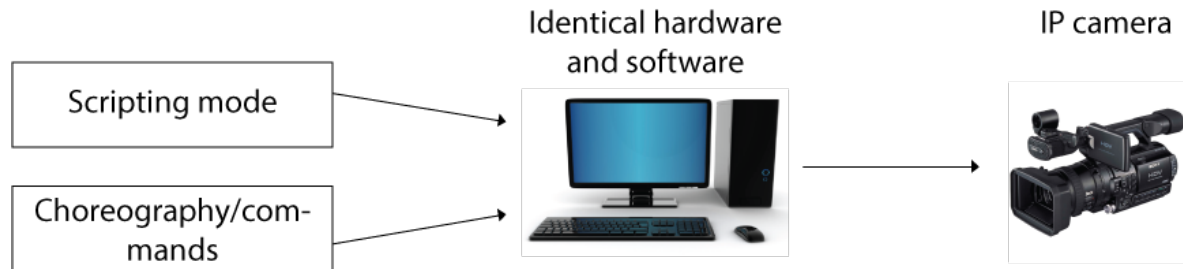 Identical hardware
and software
IP camera
Scripting mode
Choreography/com-
mands